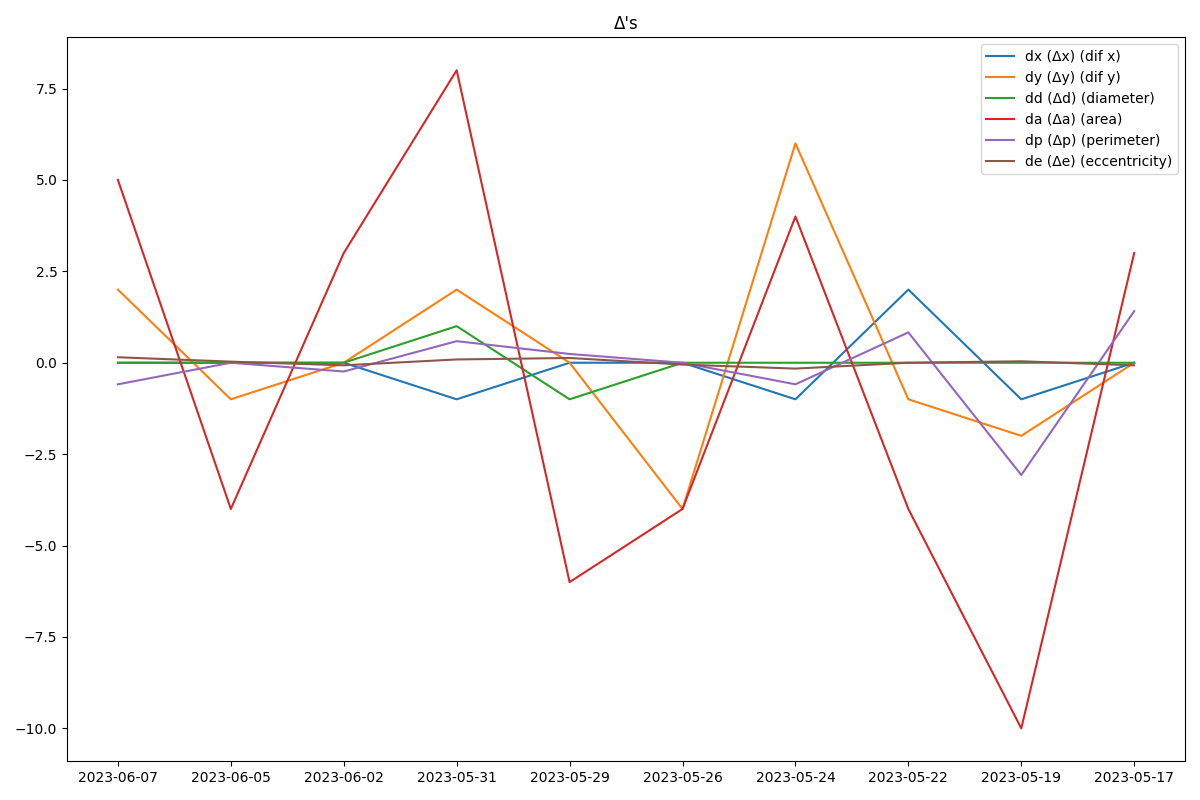 Δ's
dx (Δx) (dif x)
dy (Δy) (dif y)
dd (Δd) (diameter)
da (Δa) (area)
dp (Δp) (perimeter)
de (Δe) (eccentricity)
7.5
5.0
2.5
0.0
−2.5
−5.0
−7.5
−10.0
2023-06-07 2023-06-05 2023-06-02 2023-05-31 2023-05-29 2023-05-26 2023-05-24 2023-05-22 2023-05-19 2023-05-17